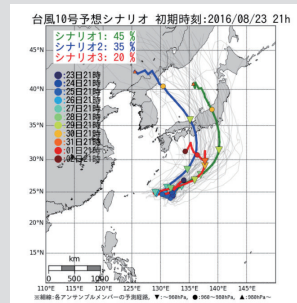 台風10号予想シナリオ 初期時刻:2016/08/23 21h
シナリオ1: 45 %
シナリオ2: 35 %
シナリオ3: 20 %
:23日21時
:24日21時
:25日21時
:26日21時
:27日21時
:28日21時
:29日21時
:30日21時
:31日21時
:01日21時
:02日21時
45°N
40°N
35°N
30°N
25°N
20°N
15°N
km
0 500 1000
110°E 115°E 120°E 125°E 130°E 135°E 140°E 145°E
※細線:各アンサンブルメンバーの予測経路。▼:~960hPa, ●:960~980hPa, ▲:980hPa~